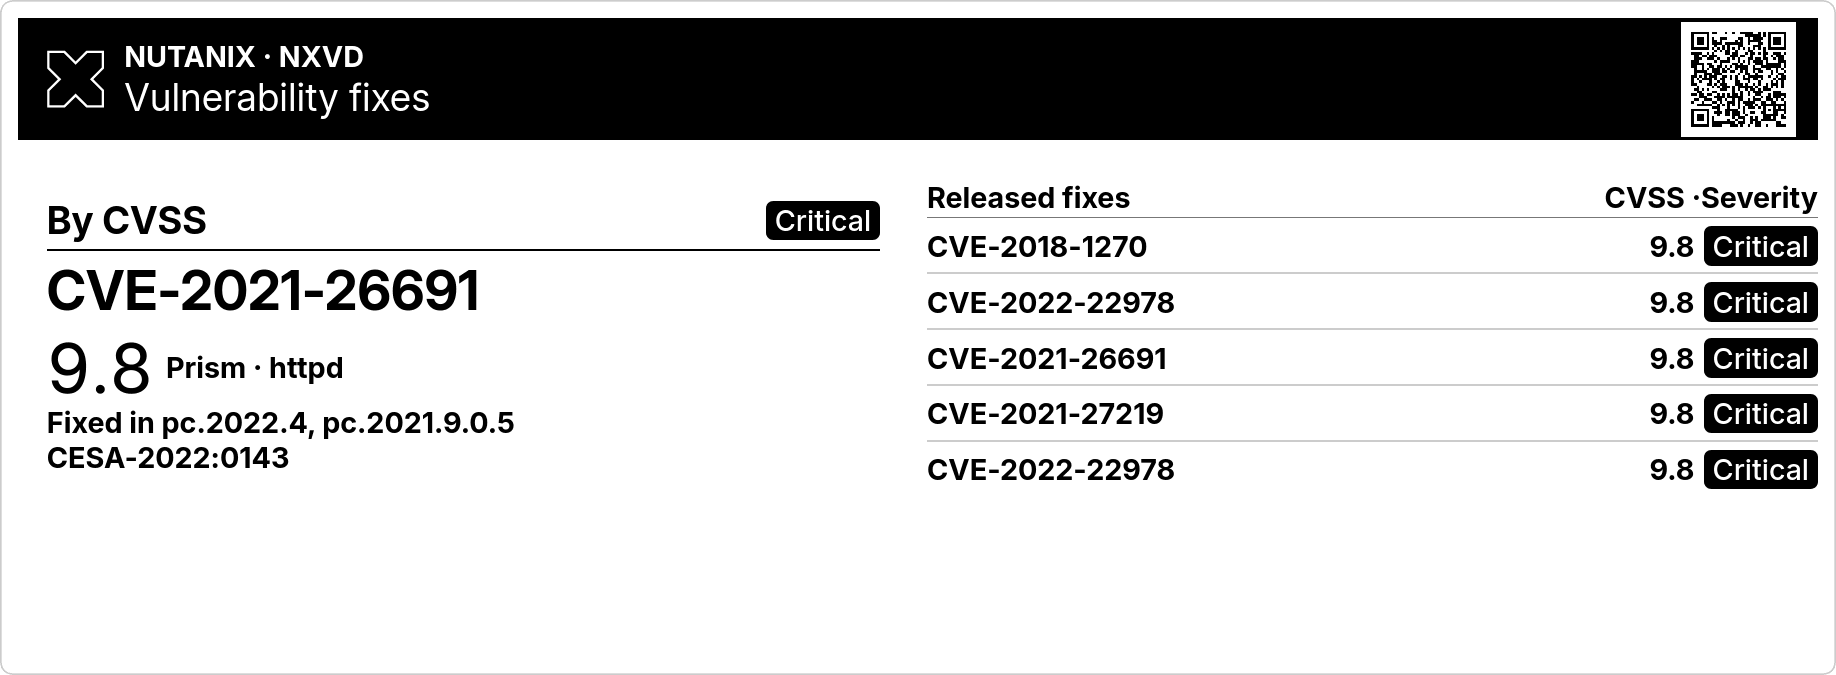 NUTANIX · NXVD
Vulnerability fixes
By CVSS Critical
CVE-2021-26691
9.8 Prism · httpd
Fixed in pc.2022.4, pc.2021.9.0.5
CESA-2022:0143
Released fixes CVSS ·Severity
CVE-2018-1270 9.8 Critical
CVE-2022-22978 9.8 Critical
CVE-2021-26691 9.8 Critical
CVE-2021-27219 9.8 Critical
CVE-2022-22978 9.8 Critical